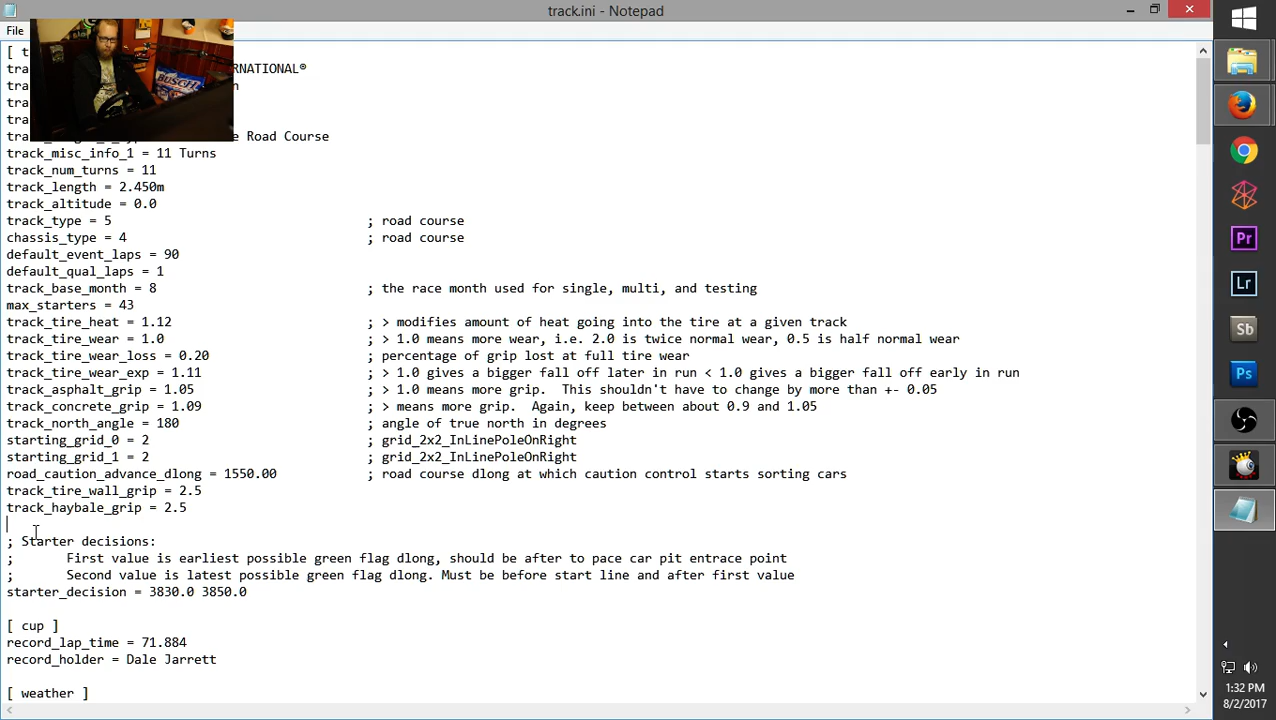 track.ini - Notepad
File
[ t
tra RNATIONAL®
tra n
tra
tra
tra e Road Course
track_misc_info_1 = 11 Turns
track_num_turns = 11
track_length = 2.450m
track_altitude = 0.0
track_type = 5 ; road course
chassis_type = 4 ; road course
default_event_laps = 90
default_qual_laps = 1
track_base_month = 8 ; the race month used for single, multi, and testing
max_starters = 43
track_tire_heat = 1.12 ; > modifies amount of heat going into the tire at a given track
track_tire_wear = 1.0 ; > 1.0 means more wear, i.e. 2.0 is twice normal wear, 0.5 is half normal wear
track_tire_wear_loss = 0.20 ; percentage of grip lost at full tire wear
track_tire_wear_exp = 1.11 ; > 1.0 gives a bigger fall off later in run < 1.0 gives a bigger fall off early in run
track_asphalt_grip = 1.05 ; > 1.0 means more grip. This shouldn't have to change by more than +- 0.05
track_concrete_grip = 1.09 ; > means more grip. Again, keep between about 0.9 and 1.05
track_north_angle = 180 ; angle of true north in degrees
starting_grid_0 = 2 ; grid_2x2_InLinePoleOnRight
starting_grid_1 = 2 ; grid_2x2_InLinePoleOnRight
road_caution_advance_dlong = 1550.00 ; road course dlong at which caution control starts sorting cars
track_tire_wall_grip = 2.5
track_haybale_grip = 2.5
; Starter decisions:
; First value is earliest possible green flag dlong, should be after to pace car pit entrace point
; Second value is latest possible green flag dlong. Must be before start line and after first value
starter_decision = 3830.0 3850.0
[ cup ]
record_lap_time = 71.884
record_holder = Dale Jarrett
[ weather ]
BUSCH
Pr
Lr
Sb
Ps
1:32 PM
8/2/2017